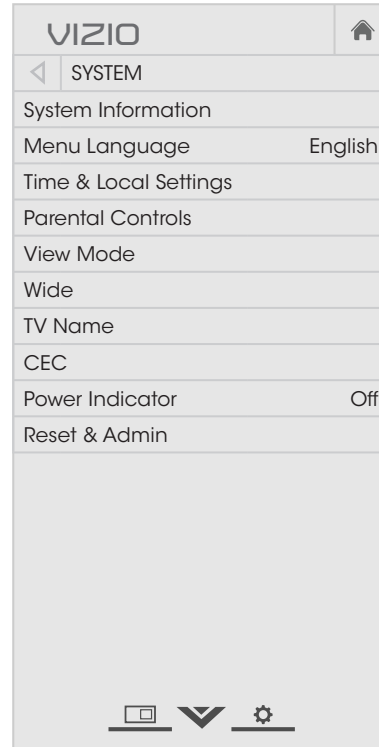 VIZIO
SYSTEM
System Information
Menu Language English
Time & Local Settings
Parental Controls
View Mode
Wide
TV Name
CEC
Power Indicator Off
Reset & Admin